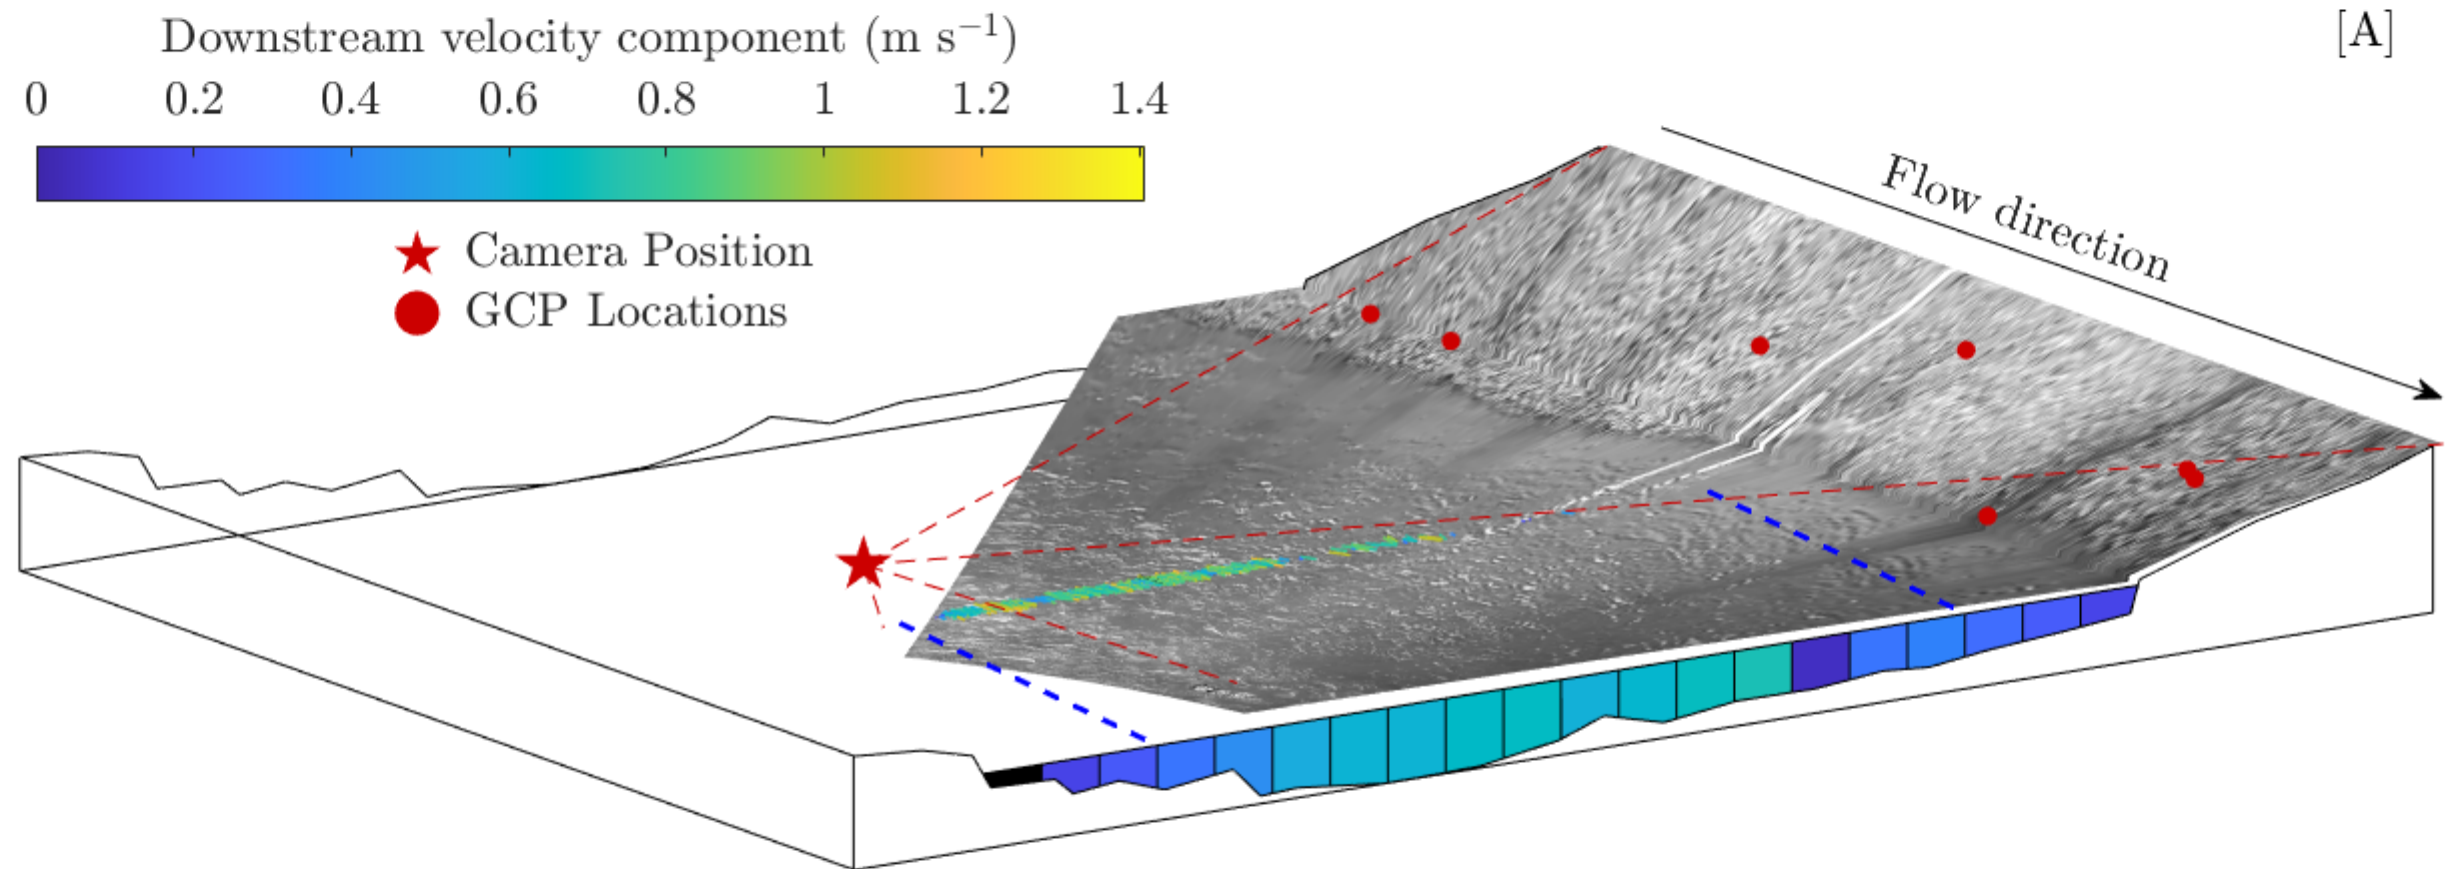 Downstream velocity component (m s⁻¹)
[A]
0 0.2 0.4 0.6 0.8 1 1.2 1.4
Flow direction
Camera Position
GCP Locations